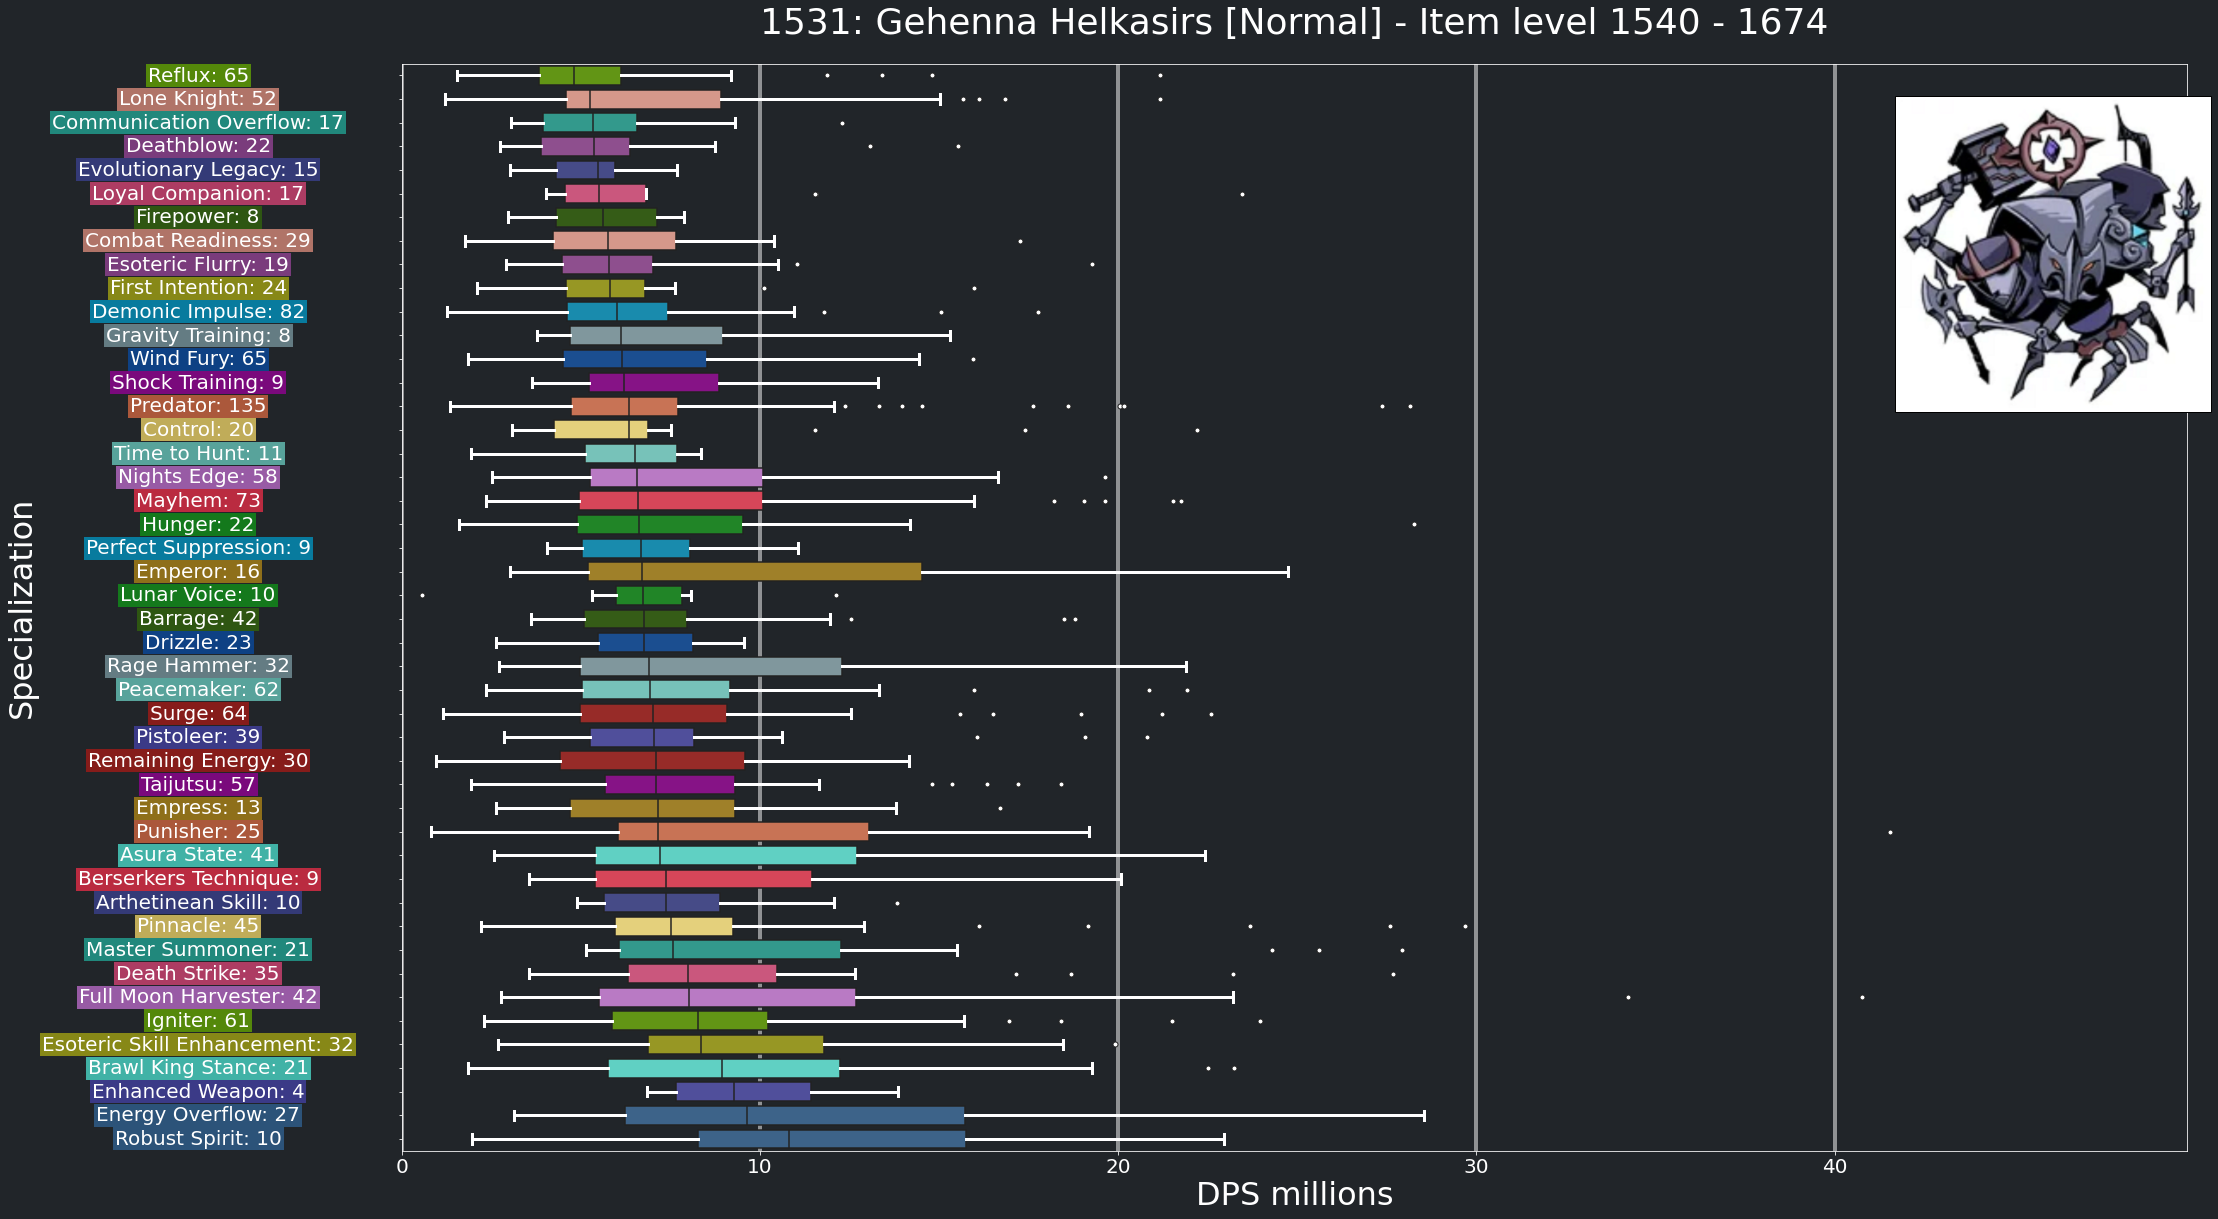 1531: Gehenna Helkasirs [Normal] - Item level 1540 - 1674
Specialization
Reflux: 65
Lone Knight: 52
Communication Overflow: 17
Deathblow: 22
Evolutionary Legacy: 15
Loyal Companion: 17
Firepower: 8
Combat Readiness: 29
Esoteric Flurry: 19
First Intention: 24
Demonic Impulse: 82
Gravity Training: 8
Wind Fury: 65
Shock Training: 9
Predator: 135
Control: 20
Time to Hunt: 11
Nights Edge: 58
Mayhem: 73
Hunger: 22
Perfect Suppression: 9
Emperor: 16
Lunar Voice: 10
Barrage: 42
Drizzle: 23
Rage Hammer: 32
Peacemaker: 62
Surge: 64
Pistoleer: 39
Remaining Energy: 30
Taijutsu: 57
Empress: 13
Punisher: 25
Asura State: 41
Berserkers Technique: 9
Arthetinean Skill: 10
Pinnacle: 45
Master Summoner: 21
Death Strike: 35
Full Moon Harvester: 42
Igniter: 61
Esoteric Skill Enhancement: 32
Brawl King Stance: 21
Enhanced Weapon: 4
Energy Overflow: 27
Robust Spirit: 10
0 10 20 30 40
DPS millions